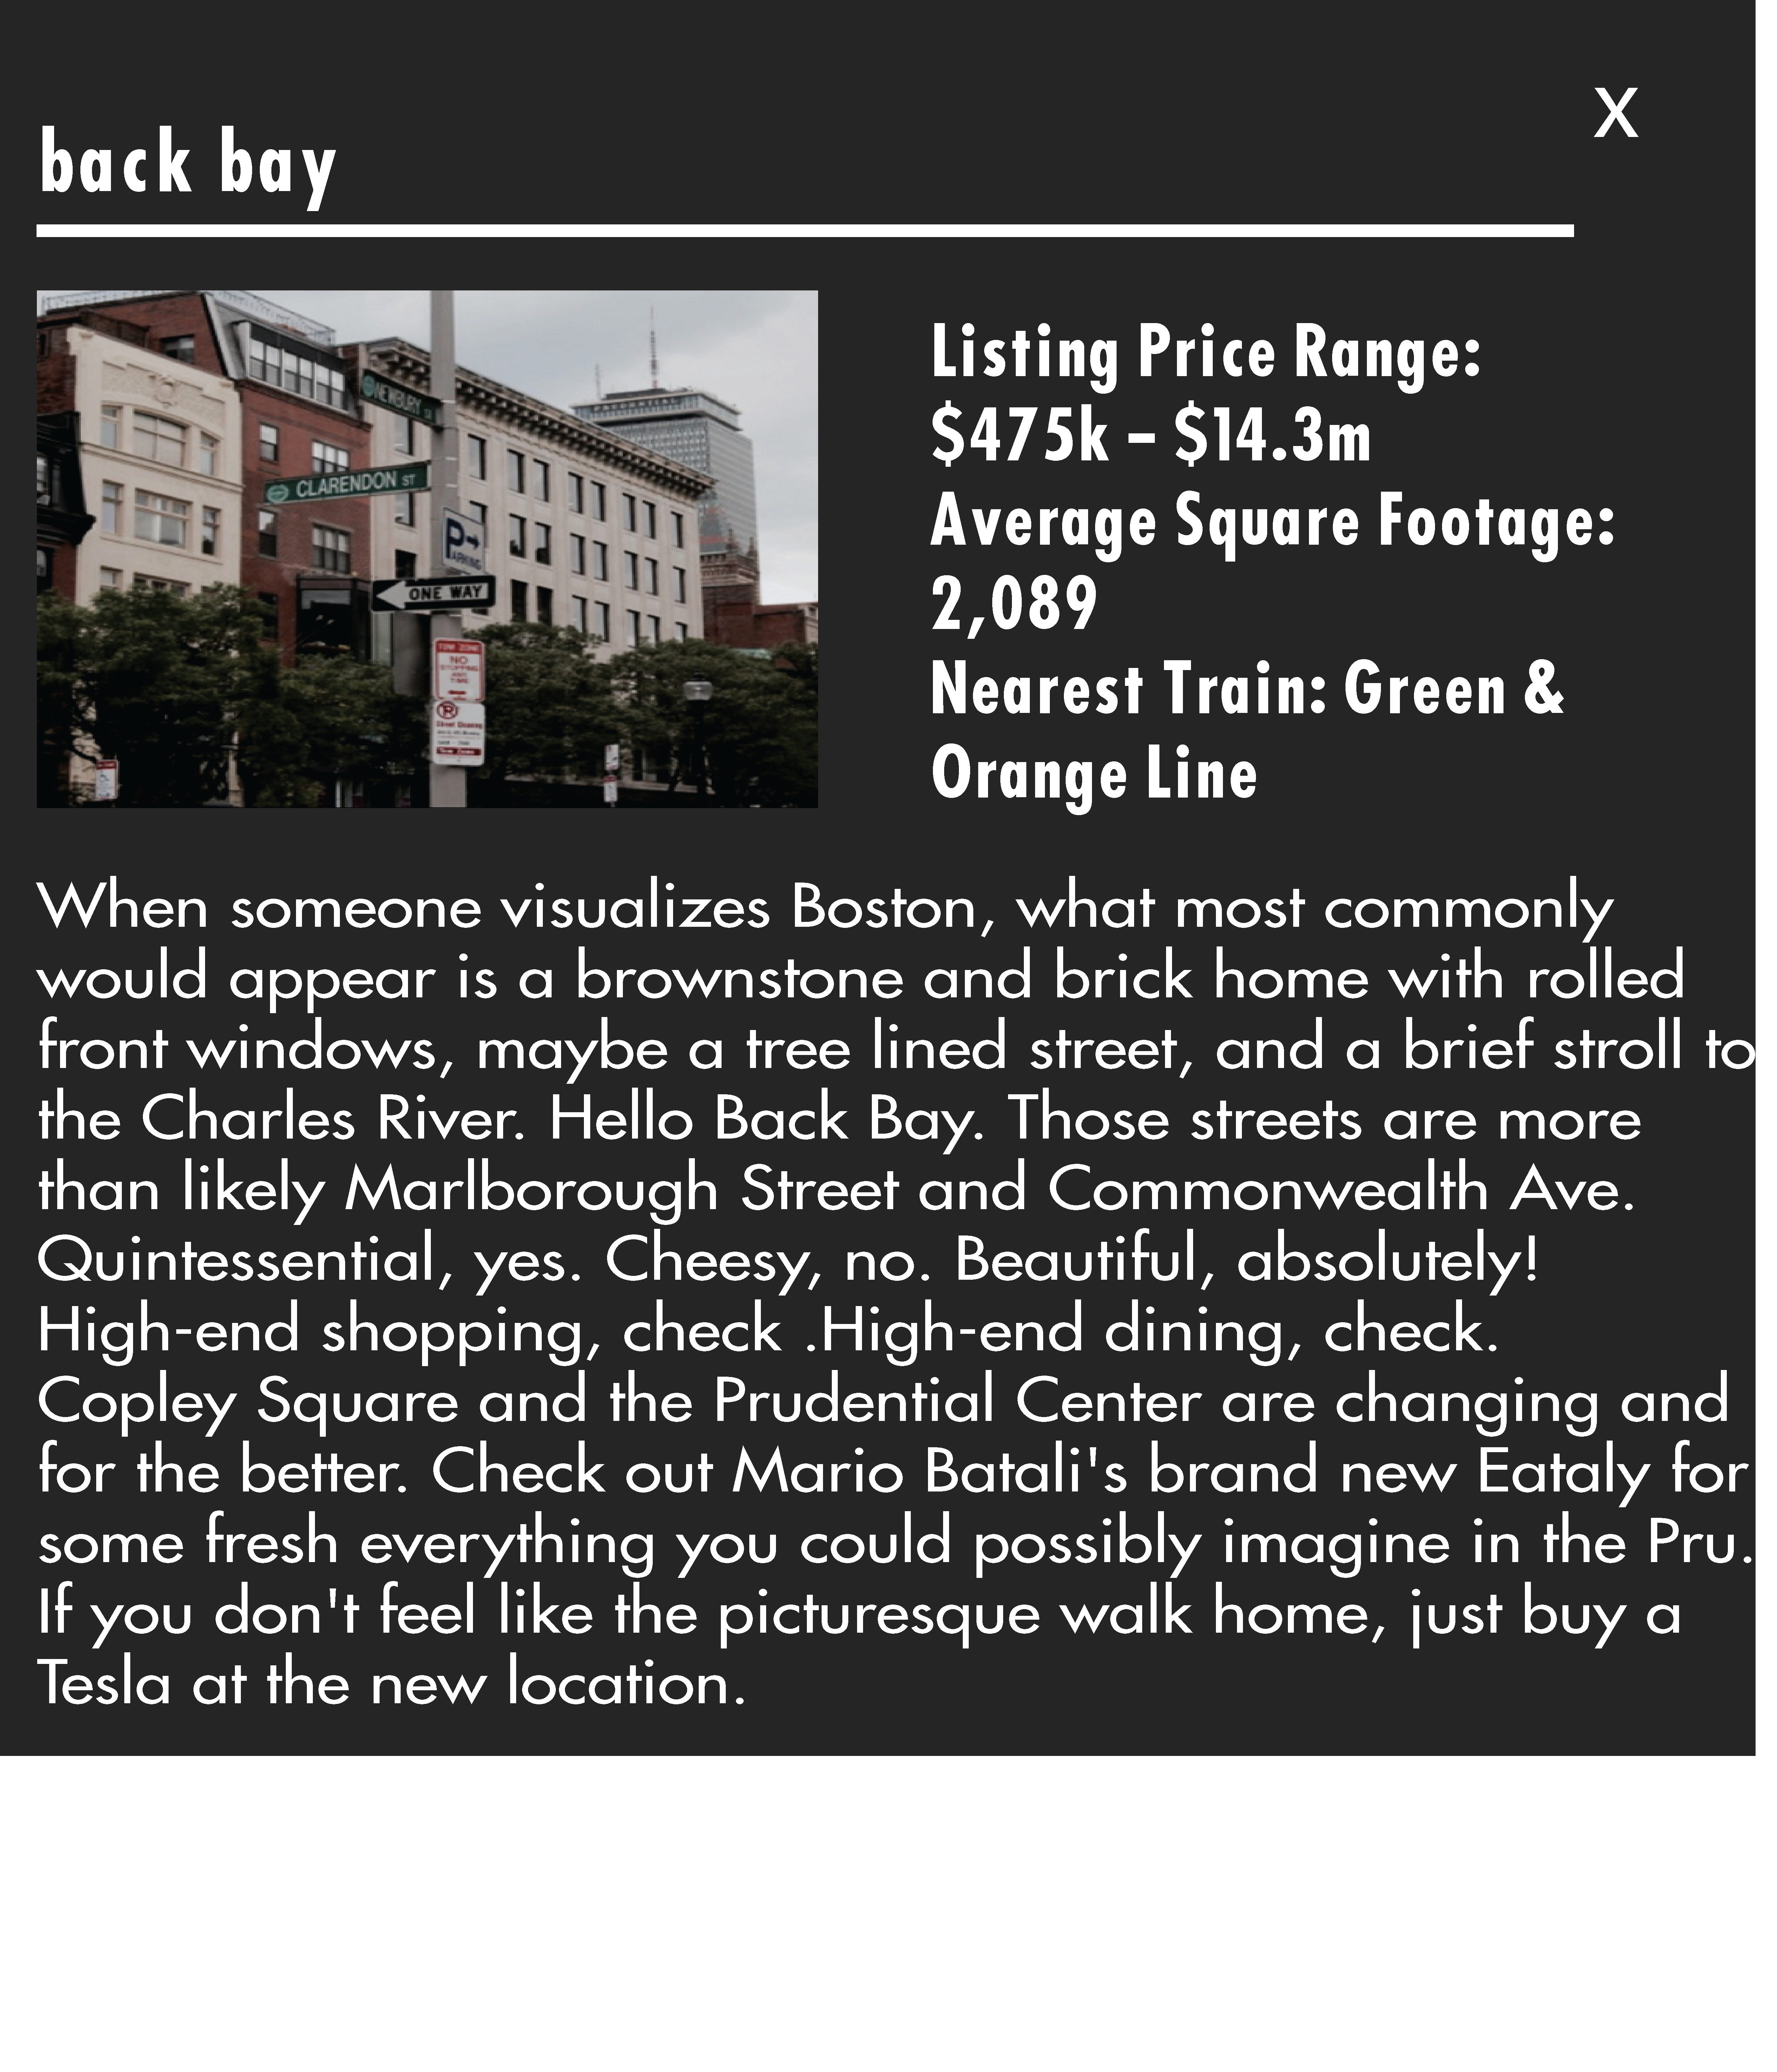 X
back bay
NEWBURY ST
CLARENDON ST
PRUDENTIAL
P
PARKING
ONE WAY
TOW ZONE
NO
STOPPING
ANY
TIME
Street Cleaning
Tow Zone
Listing Price Range:
$475k – $14.3m
Average Square Footage:
2,089
Nearest Train: Green &
Orange Line
When someone visualizes Boston, what most commonly
would appear is a brownstone and brick home with rolled
front windows, maybe a tree lined street, and a brief stroll to
the Charles River. Hello Back Bay. Those streets are more
than likely Marlborough Street and Commonwealth Ave.
Quintessential, yes. Cheesy, no. Beautiful, absolutely!
High-end shopping, check .High-end dining, check.
Copley Square and the Prudential Center are changing and
for the better. Check out Mario Batali's brand new Eataly for
some fresh everything you could possibly imagine in the Pru.
If you don't feel like the picturesque walk home, just buy a
Tesla at the new location.